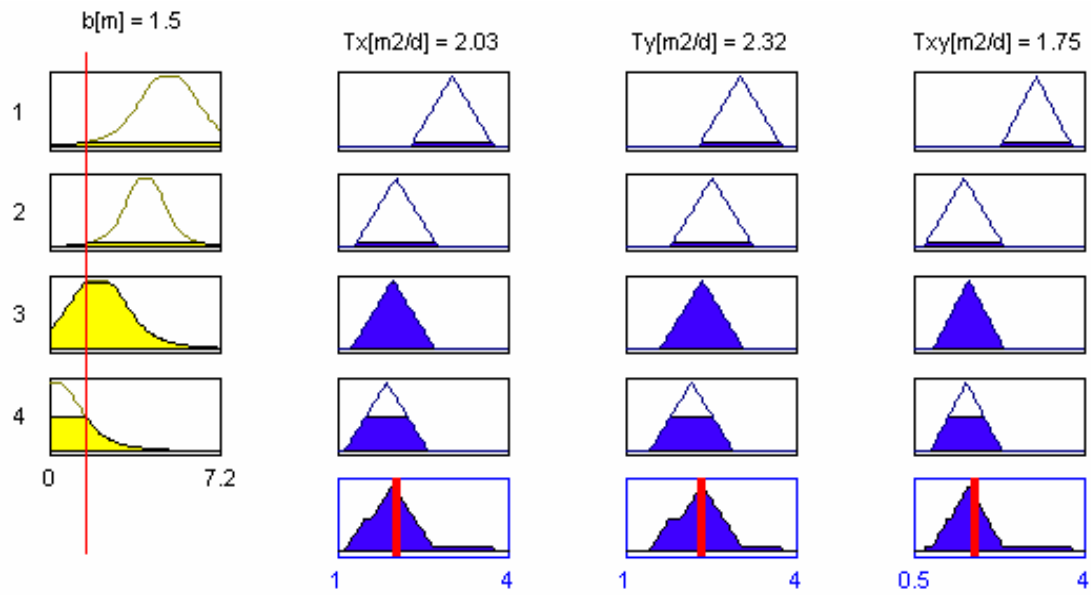 b[m] = 1.5
Tx[m2/d] = 2.03
Ty[m2/d] = 2.32
Txy[m2/d] = 1.75
1
2
3
4
0 7.2
1 4 1 4 0.5 4